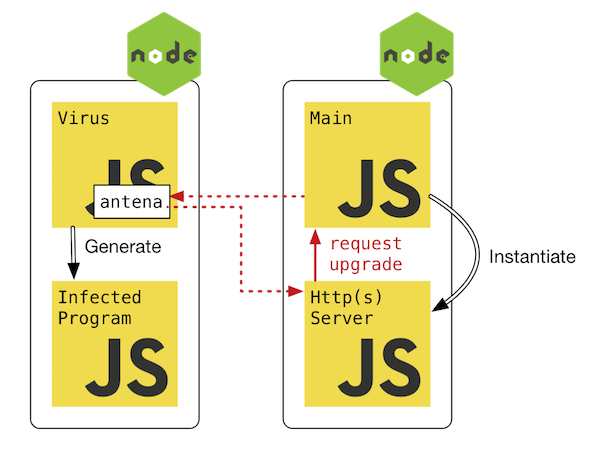 node
node
Virus
JS
antena
Generate
Infected
Program
JS
Main
JS
request
upgrade
Instantiate
Http(s)
Server
JS